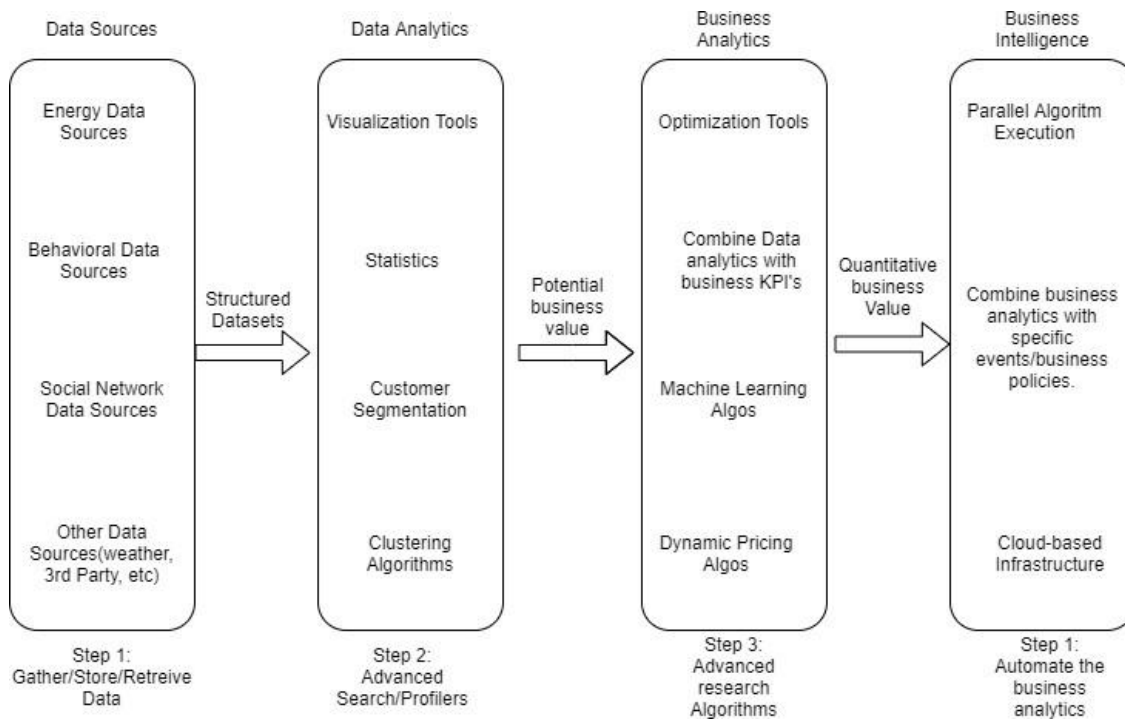 Data Sources
Energy Data
Sources
Behavioral Data
Sources
Social Network
Data Sources
Other Data
Sources(weather,
3rd Party, etc)
Step 1:
Gather/Store/Retreive
Data
Structured
Datasets
Data Analytics
Visualization Tools
Statistics
Customer
Segmentation
Clustering
Algorithms
Step 2:
Advanced
Search/Profilers
Potential
business
value
Business
Analytics
Optimization Tools
Combine Data
analytics with
business KPI's
Machine Learning
Algos
Dynamic Pricing
Algos
Step 3:
Advanced
research
Algorithms
Quantitative
business
Value
Business
Intelligence
Parallel Algoritm
Execution
Combine business
analytics with
specific
events/business
policies.
Cloud-based
Infrastructure
Step 1:
Automate the
business
analytics